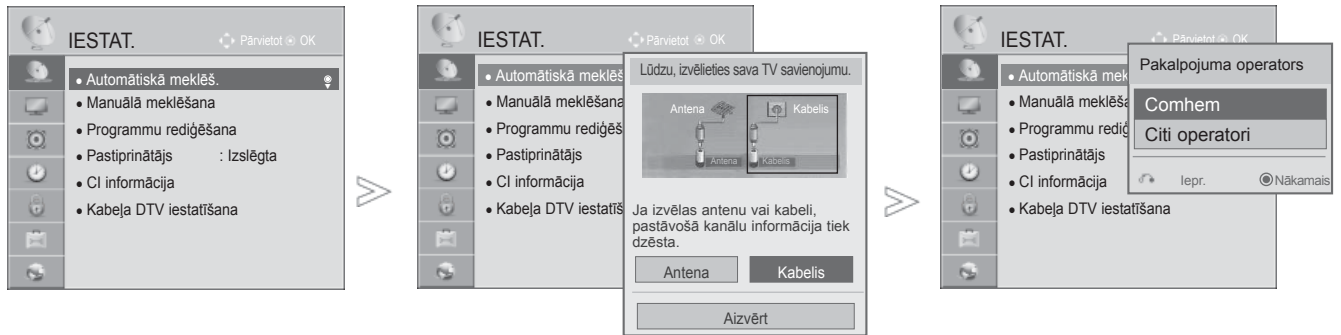 IESTAT.
Pārvietot OK
• Automātiskā meklēš.
• Manuālā meklēšana
• Programmu rediģēšana
• Pastiprinātājs : Izslēgta
• CI informācija
• Kabeļa DTV iestatīšana
IESTAT.
Pārvietot OK
• Automātiskā meklēš
• Manuālā meklēšana
• Programmu rediģēš
• Pastiprinātājs
• CI informācija
• Kabeļa DTV iestatīš
Lūdzu, izvēlieties sava TV savienojumu.
Antena
Kabelis
Antena
Kabelis
Ja izvēlas antenu vai kabeli,
pastāvošā kanālu informācija tiek
dzēsta.
Antena
Kabelis
Aizvērt
IESTAT.
Pārvietot OK
• Automātiskā mek
• Manuālā meklēša
• Programmu rediģ
• Pastiprinātājs
• CI informācija
• Kabeļa DTV iestatīšana
Pakalpojuma operators
Comhem
Citi operatori
Iepr.
Nākamais